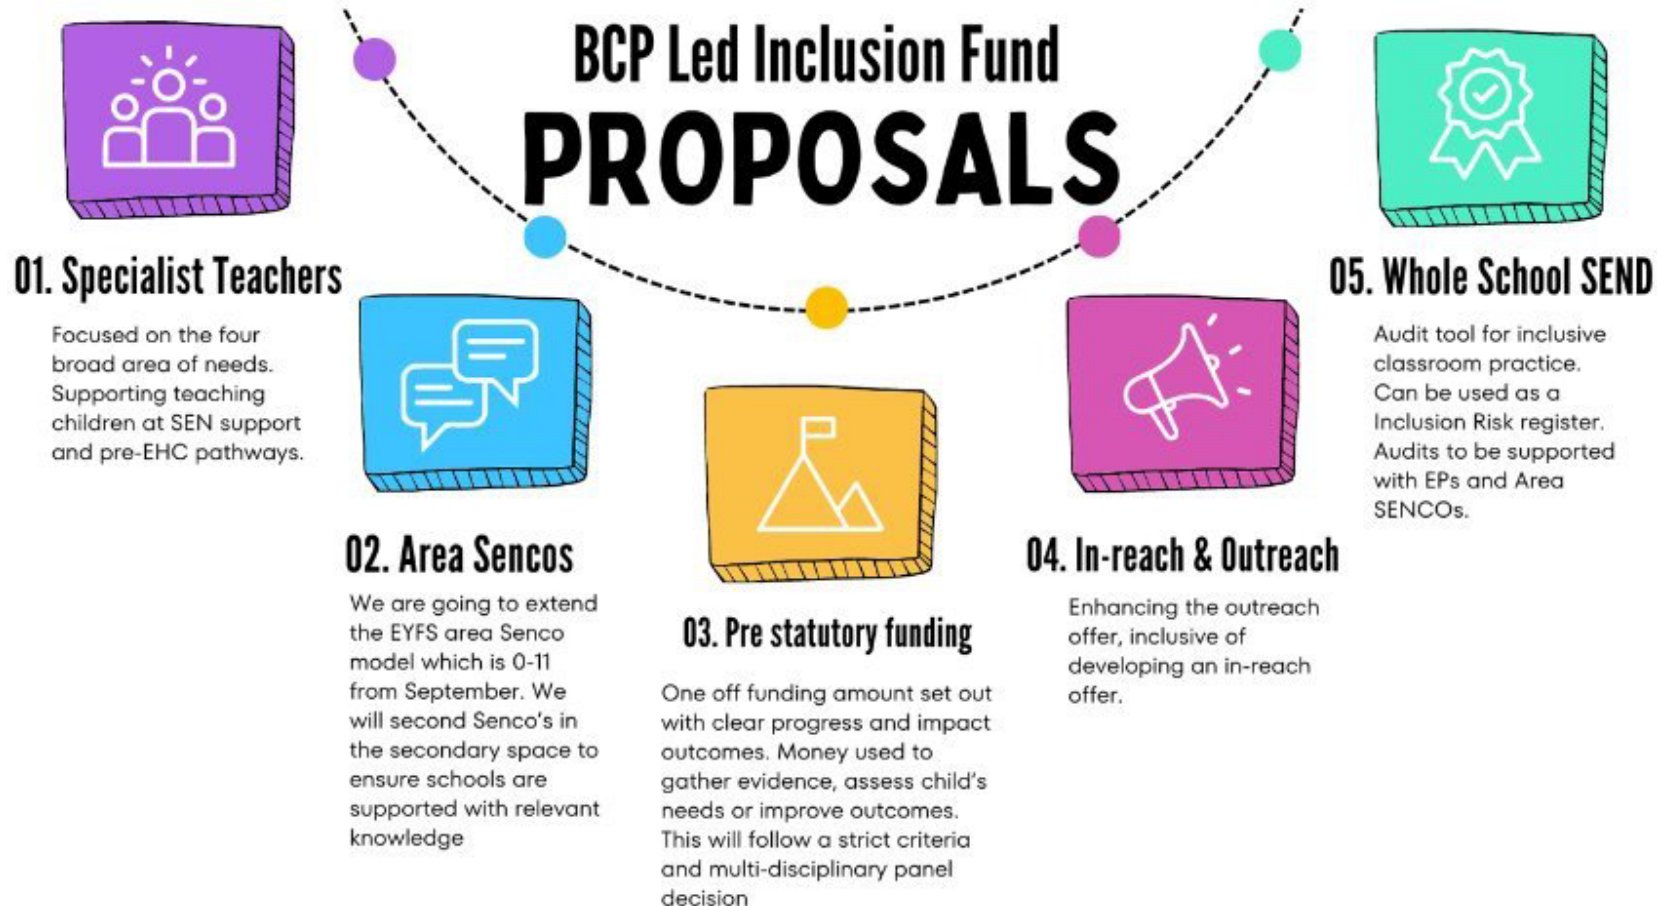 BCP Led Inclusion Fund
PROPOSALS
01. Specialist Teachers
Focused on the four
broad area of needs.
Supporting teaching
children at SEN support
and pre-EHC pathways.
02. Area Sencos
We are going to extend
the EYFS area Senco
model which is 0-11
from September. We
will second Senco's in
the secondary space to
ensure schools are
supported with relevant
knowledge
03. Pre statutory funding
One off funding amount set out
with clear progress and impact
outcomes. Money used to
gather evidence, assess child's
needs or improve outcomes.
This will follow a strict criteria
and multi-disciplinary panel
decision
04. In-reach & Outreach
Enhancing the outreach
offer, inclusive of
developing an in-reach
offer.
05. Whole School SEND
Audit tool for inclusive
classroom practice.
Can be used as a
Inclusion Risk register.
Audits to be supported
with EPs and Area
SENCOs.